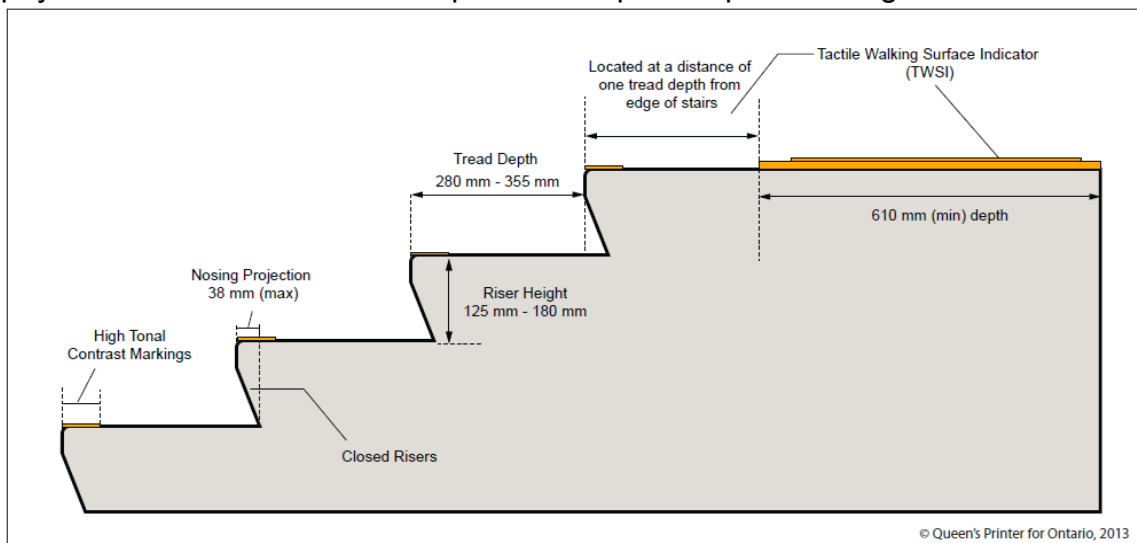 Located at a distance of
one tread depth from
edge of stairs
Tactile Walking Surface Indicator
(TWSI)
Tread Depth
280 mm - 355 mm
610 mm (min) depth
Nosing Projection
38 mm (max)
Riser Height
125 mm - 180 mm
High Tonal
Contrast Markings
Closed Risers
© Queen's Printer for Ontario, 2013